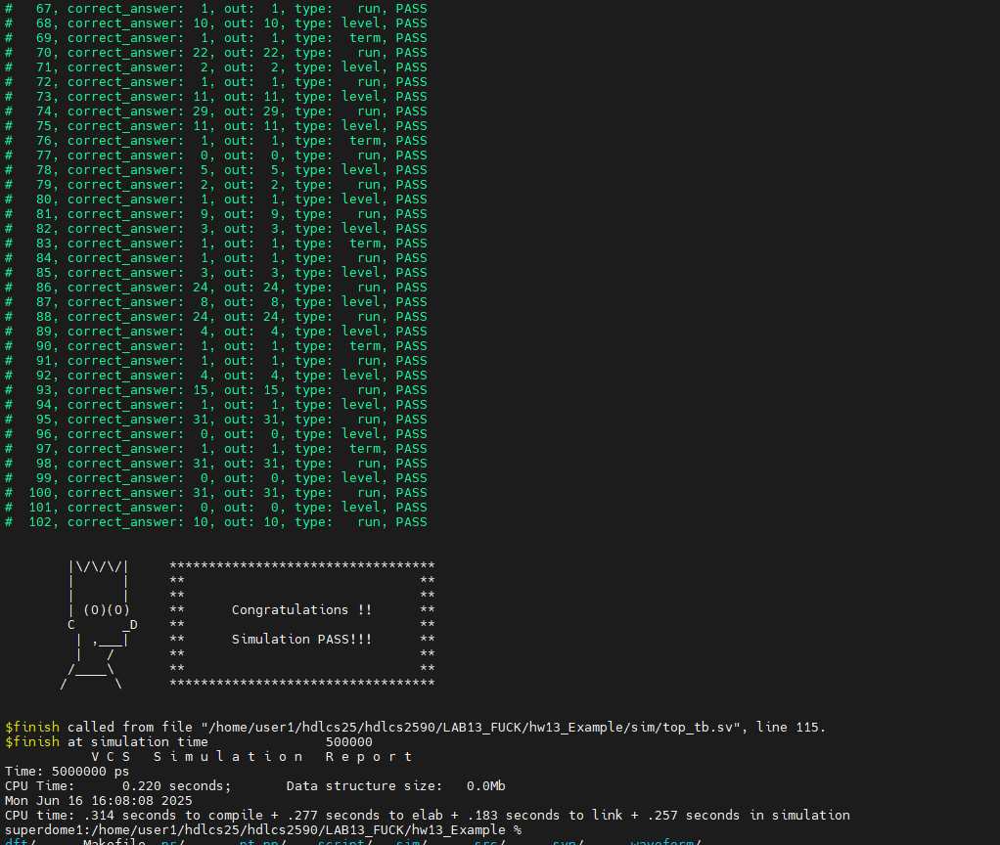 #   67, correct_answer:  1, out:  1, type:   run, PASS
#   68, correct_answer: 10, out: 10, type: level, PASS
#   69, correct_answer:  1, out:  1, type:  term, PASS
#   70, correct_answer: 22, out: 22, type:   run, PASS
#   71, correct_answer:  2, out:  2, type: level, PASS
#   72, correct_answer:  1, out:  1, type:   run, PASS
#   73, correct_answer: 11, out: 11, type: level, PASS
#   74, correct_answer: 29, out: 29, type:   run, PASS
#   75, correct_answer: 11, out: 11, type: level, PASS
#   76, correct_answer:  1, out:  1, type:  term, PASS
#   77, correct_answer:  0, out:  0, type:   run, PASS
#   78, correct_answer:  5, out:  5, type: level, PASS
#   79, correct_answer:  2, out:  2, type:   run, PASS
#   80, correct_answer:  1, out:  1, type: level, PASS
#   81, correct_answer:  9, out:  9, type:   run, PASS
#   82, correct_answer:  3, out:  3, type: level, PASS
#   83, correct_answer:  1, out:  1, type:  term, PASS
#   84, correct_answer:  1, out:  1, type:   run, PASS
#   85, correct_answer:  3, out:  3, type: level, PASS
#   86, correct_answer: 24, out: 24, type:   run, PASS
#   87, correct_answer:  8, out:  8, type: level, PASS
#   88, correct_answer: 24, out: 24, type:   run, PASS
#   89, correct_answer:  4, out:  4, type: level, PASS
#   90, correct_answer:  1, out:  1, type:  term, PASS
#   91, correct_answer:  1, out:  1, type:   run, PASS
#   92, correct_answer:  4, out:  4, type: level, PASS
#   93, correct_answer: 15, out: 15, type:   run, PASS
#   94, correct_answer:  1, out:  1, type: level, PASS
#   95, correct_answer: 31, out: 31, type:   run, PASS
#   96, correct_answer:  0, out:  0, type: level, PASS
#   97, correct_answer:  1, out:  1, type:  term, PASS
#   98, correct_answer: 31, out: 31, type:   run, PASS
#   99, correct_answer:  0, out:  0, type: level, PASS
#  100, correct_answer: 31, out: 31, type:   run, PASS
#  101, correct_answer:  0, out:  0, type: level, PASS
#  102, correct_answer: 10, out: 10, type:   run, PASS
        |\/\/\/|     **********************************
        |      |     **                              **
        |      |     **                              **
        | (O)(O)     **      Congratulations !!      **
        C      _D    **                              **
         | ,___|     **      Simulation PASS!!!      **
         |   /       **                              **
        /____\       **                              **
       /      \      **********************************
$finish called from file "/home/user1/hdlcs25/hdlcs2590/LAB13_FUCK/hw13_Example/sim/top_tb.sv", line 115.
$finish at simulation time               500000
           V C S   S i m u l a t i o n   R e p o r t
Time: 5000000 ps
CPU Time:      0.220 seconds;       Data structure size:   0.0Mb
Mon Jun 16 16:08:08 2025
CPU time: .314 seconds to compile + .277 seconds to elab + .183 seconds to link + .257 seconds in simulation
superdome1:/home/user1/hdlcs25/hdlcs2590/LAB13_FUCK/hw13_Example %